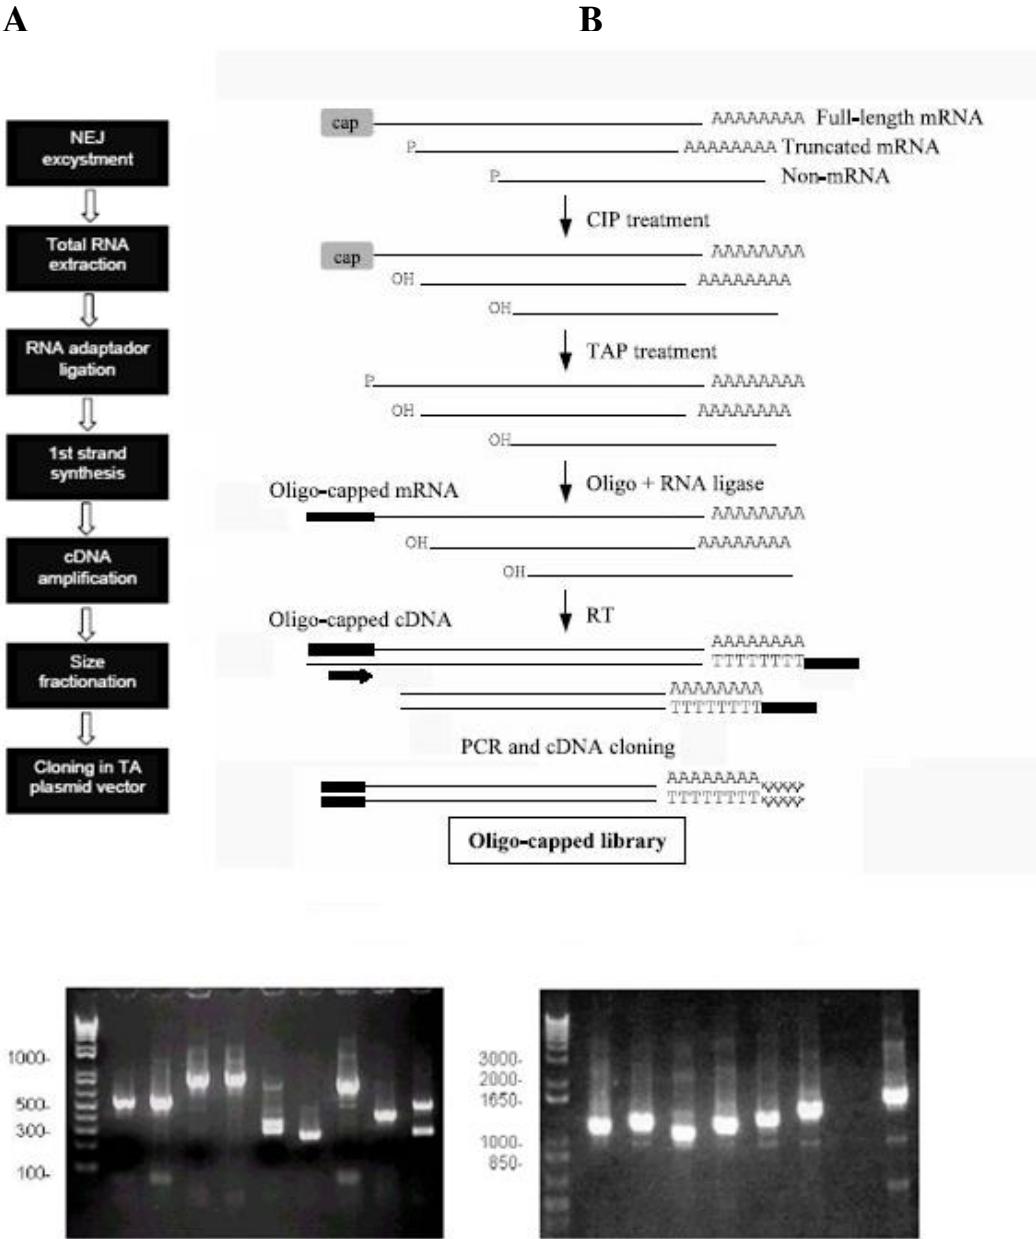 A
B
NEJ
excystment
Total RNA
extraction
RNA adaptador
ligation
1st strand
synthesis
cDNA
amplification
Size
fractionation
Cloning in TA
plasmid vector
cap AAAAAAAA Full-length mRNA
P AAAAAAAA Truncated mRNA
P Non-mRNA
CIP treatment
cap AAAAAAAA
OH AAAAAAAA
OH
TAP treatment
P AAAAAAAA
OH AAAAAAAA
OH
Oligo + RNA ligase
Oligo-capped mRNA
AAAAAAAA
OH AAAAAAAA
OH
RT
Oligo-capped cDNA
AAAAAAAA
TTTTTTTT
AAAAAAAA
TTTTTTTT
PCR and cDNA cloning
AAAAAAAA
TTTTTTTT
Oligo-capped library
1000-
500-
300-
100-
3000-
2000-
1650-
1000-
850-